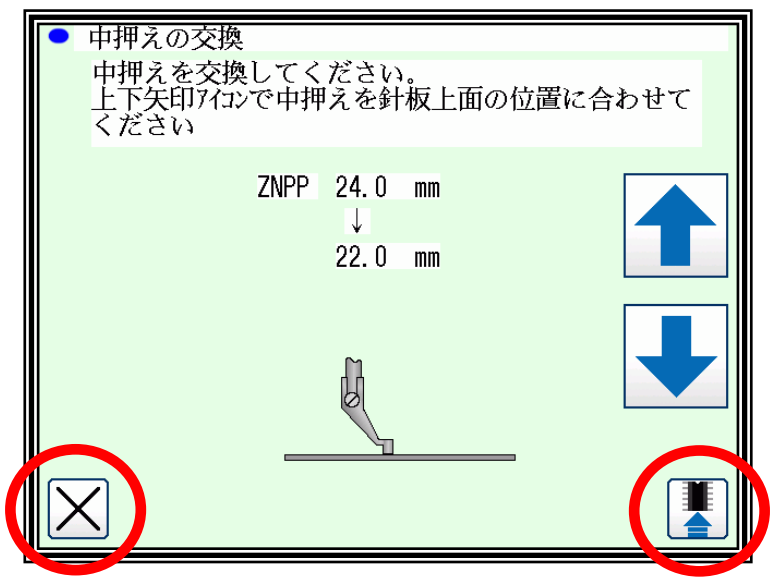 中押えの交換
中押えを交換してください。
上下矢印ｱｲｺﾝで中押えを針板上面の位置に合わせて
ください
ZNPP 24.0 mm
↓
22.0 mm